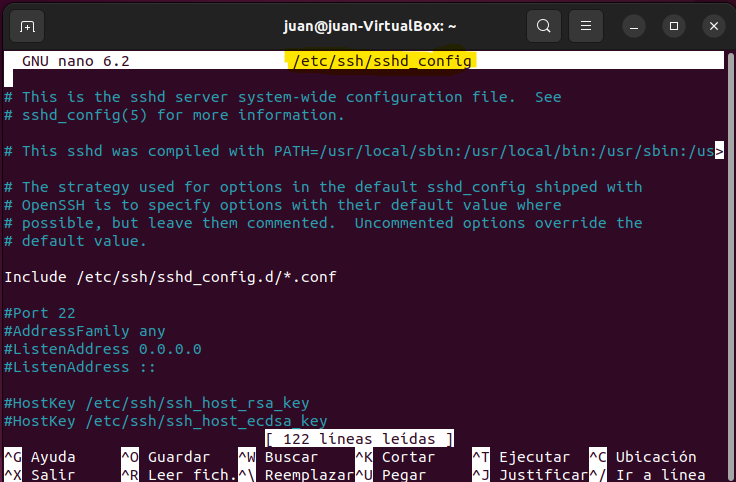 juan@juan-VirtualBox: ~
GNU nano 6.2 /etc/ssh/sshd_config
# This is the sshd server system-wide configuration file.  See
# sshd_config(5) for more information.
# This sshd was compiled with PATH=/usr/local/sbin:/usr/local/bin:/usr/sbin:/us>
# The strategy used for options in the default sshd_config shipped with
# OpenSSH is to specify options with their default value where
# possible, but leave them commented.  Uncommented options override the
# default value.
Include /etc/ssh/sshd_config.d/*.conf
#Port 22
#AddressFamily any
#ListenAddress 0.0.0.0
#ListenAddress ::
#HostKey /etc/ssh/ssh_host_rsa_key
#HostKey /etc/ssh/ssh_host_ecdsa_key
[ 122 líneas leídas ]
^G Ayuda ^O Guardar ^W Buscar ^K Cortar ^T Ejecutar ^C Ubicación
^X Salir ^R Leer fich. ^\ Reemplazar ^U Pegar ^J Justificar ^/ Ir a línea